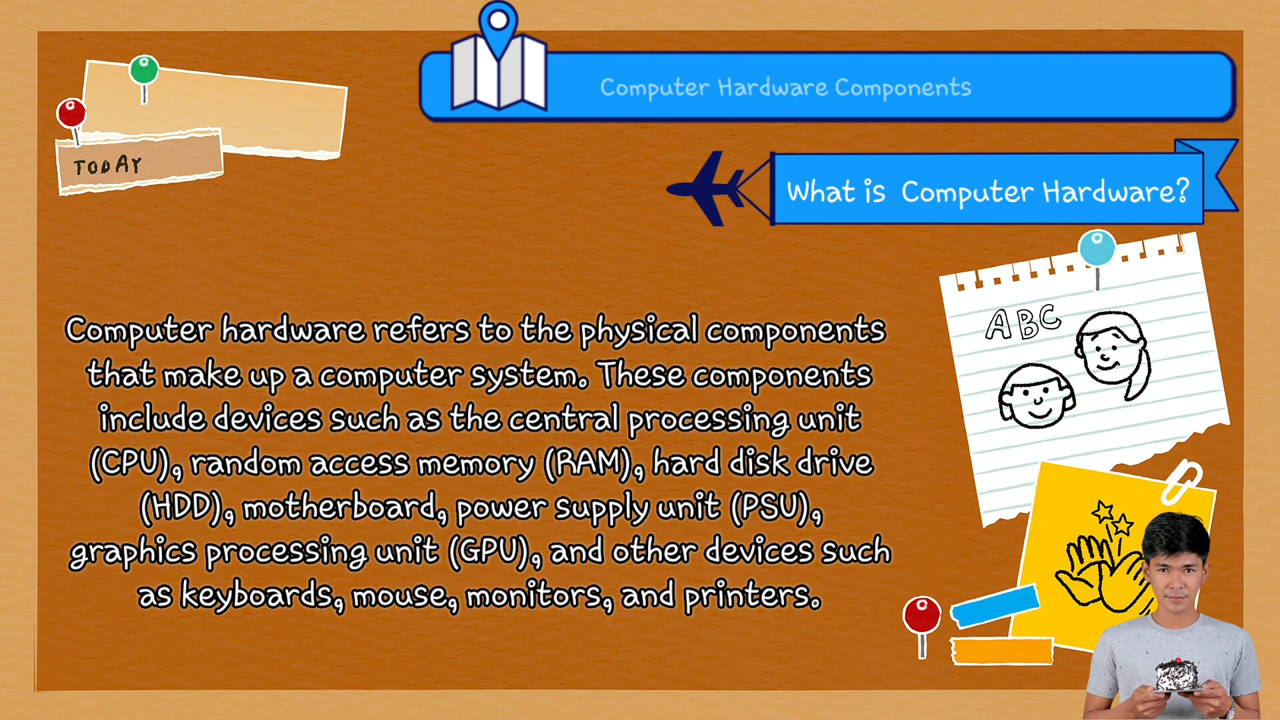 Computer Hardware Components
TODAY
What is Computer Hardware?
ABC
Computer hardware refers to the physical components
that make up a computer system. These components
include devices such as the central processing unit
(CPU), random access memory (RAM), hard disk drive
(HDD), motherboard, power supply unit (PSU),
graphics processing unit (GPU), and other devices such
as keyboards, mouse, monitors, and printers.